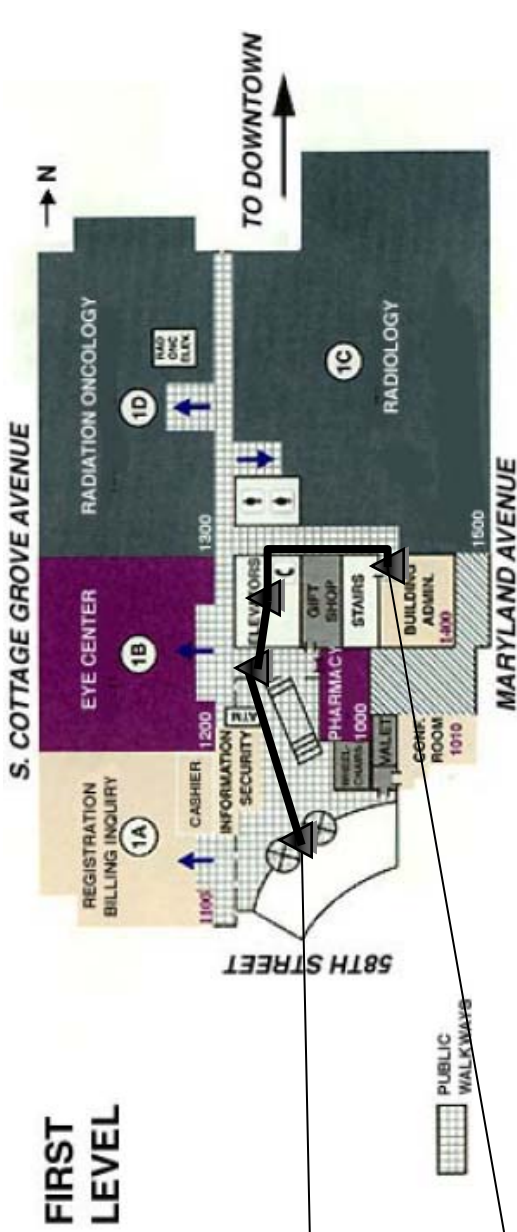 FIRST
LEVEL
S. COTTAGE GROVE AVENUE
N
REGISTRATION
BILLING INQUIRY
1A
1100
CASHIER
INFORMATION
SECURITY
ATM
EYE CENTER
1B
1200
RADIATION ONCOLOGY
1D
1300
RAD
ONC
ELEV.
TO DOWNTOWN
ELEVATORS
GIFT
SHOP
STAIRS
BUILDING
ADMIN.
1400
PHARMACY
1000
WHEEL-
CHAIRS
VALET
CONF.
ROOM
1010
1C
RADIOLOGY
1500
58TH STREET
MARYLAND AVENUE
PUBLIC
WALKWAYS